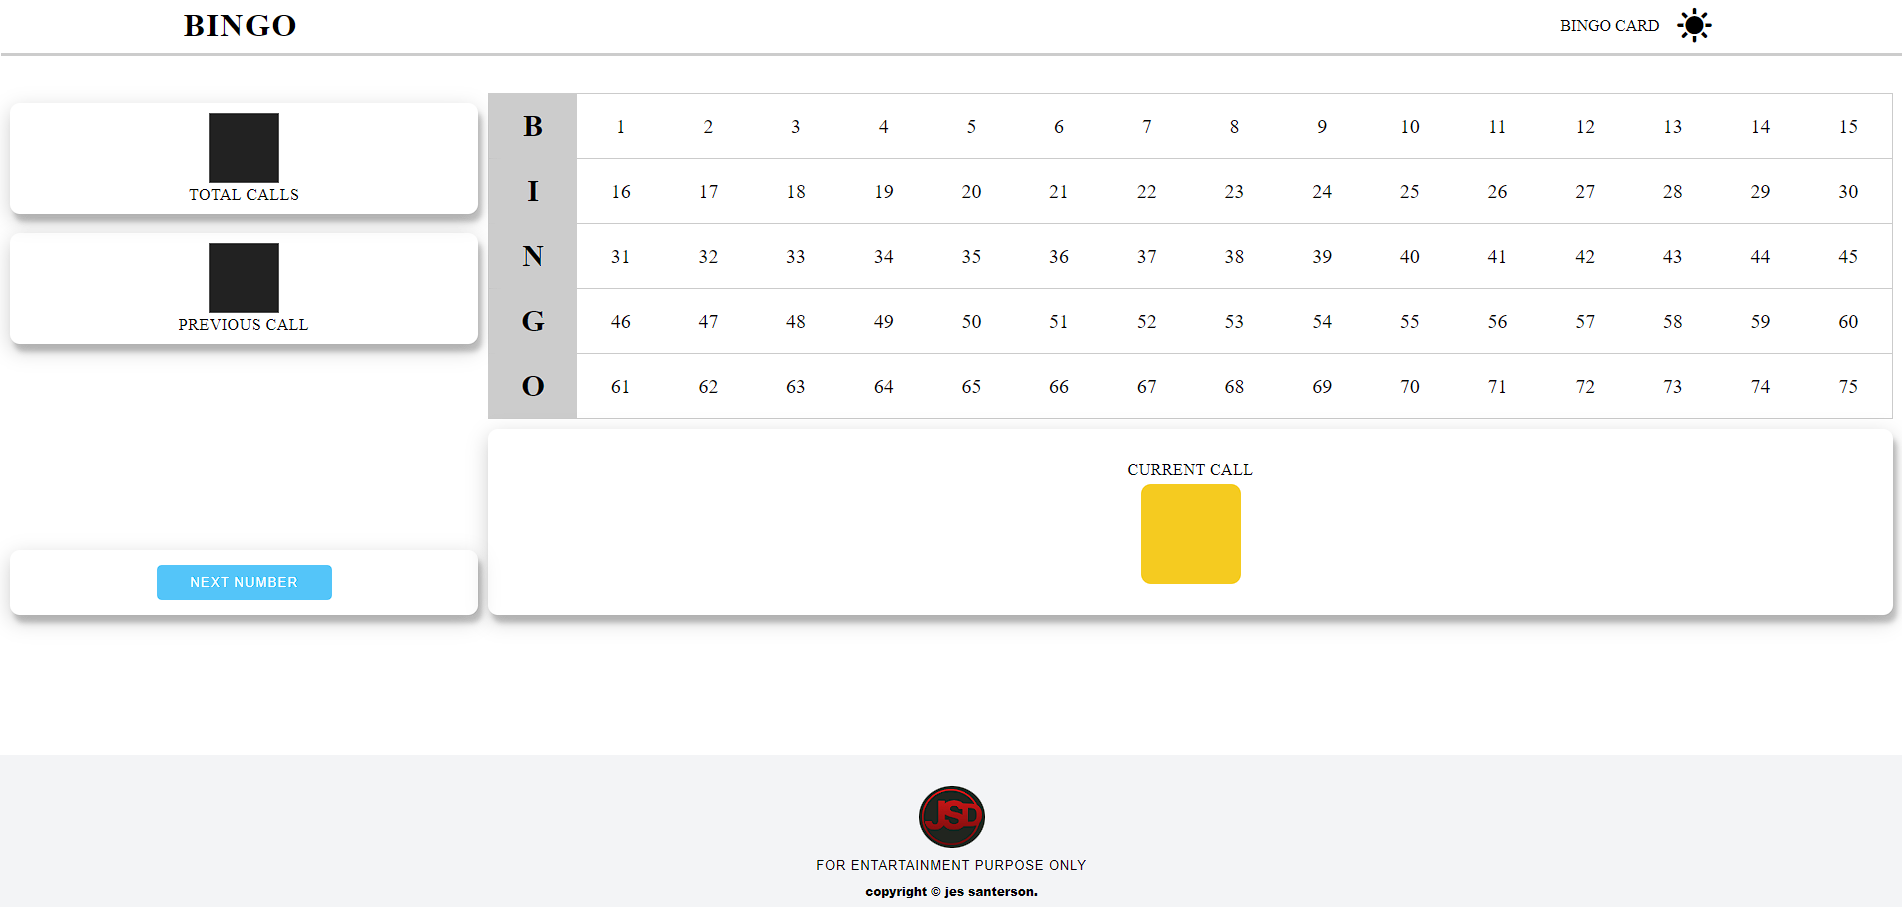 BINGO
BINGO CARD
TOTAL CALLS
PREVIOUS CALL
NEXT NUMBER
B 1 2 3 4 5 6 7 8 9 10 11 12 13 14 15
I 16 17 18 19 20 21 22 23 24 25 26 27 28 29 30
N 31 32 33 34 35 36 37 38 39 40 41 42 43 44 45
G 46 47 48 49 50 51 52 53 54 55 56 57 58 59 60
O 61 62 63 64 65 66 67 68 69 70 71 72 73 74 75
CURRENT CALL
JSD
FOR ENTARTAINMENT PURPOSE ONLY
copyright © jes santerson.